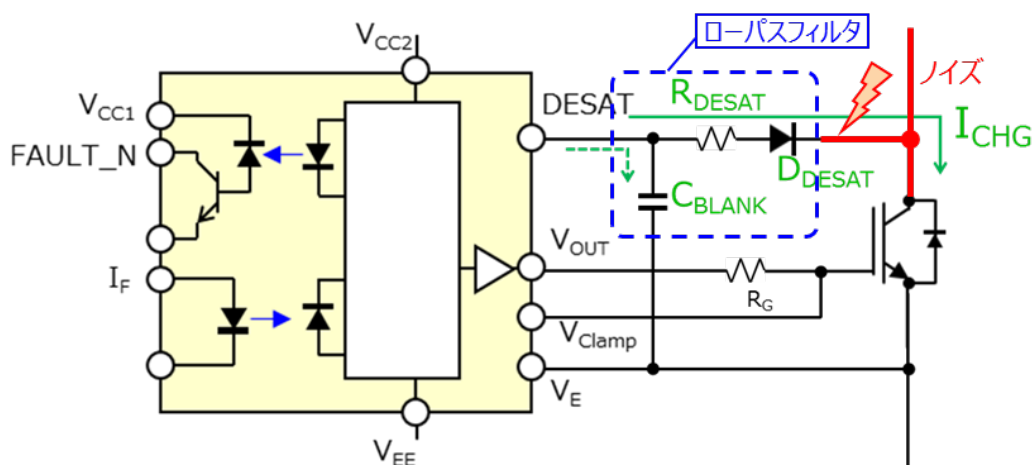 ローパスフィルタ
VCC2
ノイズ
DESAT
RDESAT
ICHG
VCC1
FAULT_N
DDESAT
CBLANK
VOUT
IF
RG
VClamp
VE
VEE